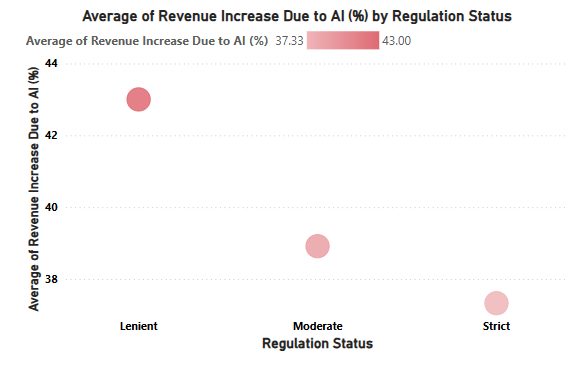 Average of Revenue Increase Due to AI (%) by Regulation Status
Average of Revenue Increase Due to AI (%) 37.33 43.00
Average of Revenue Increase Due to AI (%)
44
42
40
38
Lenient Moderate Strict
Regulation Status